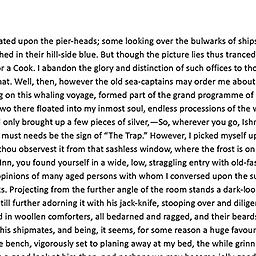 ated upon the pier-heads; some looking over the bulwarks of ships
hed in their hill-side blue. But though the picture lies thus tranced
or a Cook. I abandon the glory and distinction of such offices to tho
hat. Well, then, however the old sea-captains may order me about
g on this whaling voyage, formed part of the grand programme of
wo there floated into my inmost soul, endless processions of the w
I only brought up a few pieces of silver,—So, wherever you go, Ishm
must needs be the sign of “The Trap.” However, I picked myself up
thou observest it from that sashless window, where the frost is on
Inn, you found yourself in a wide, low, straggling entry with old-fas
opinions of many aged persons with whom I conversed upon the su
ks. Projecting from the further angle of the room stands a dark-loo
till further adorning it with his jack-knife, stooping over and diliger
d in woollen comforters, all bedarned and ragged, and their beards
his shipmates, and being, it seems, for some reason a huge favour
e bench, vigorously set to planing away at my bed, the while grinn